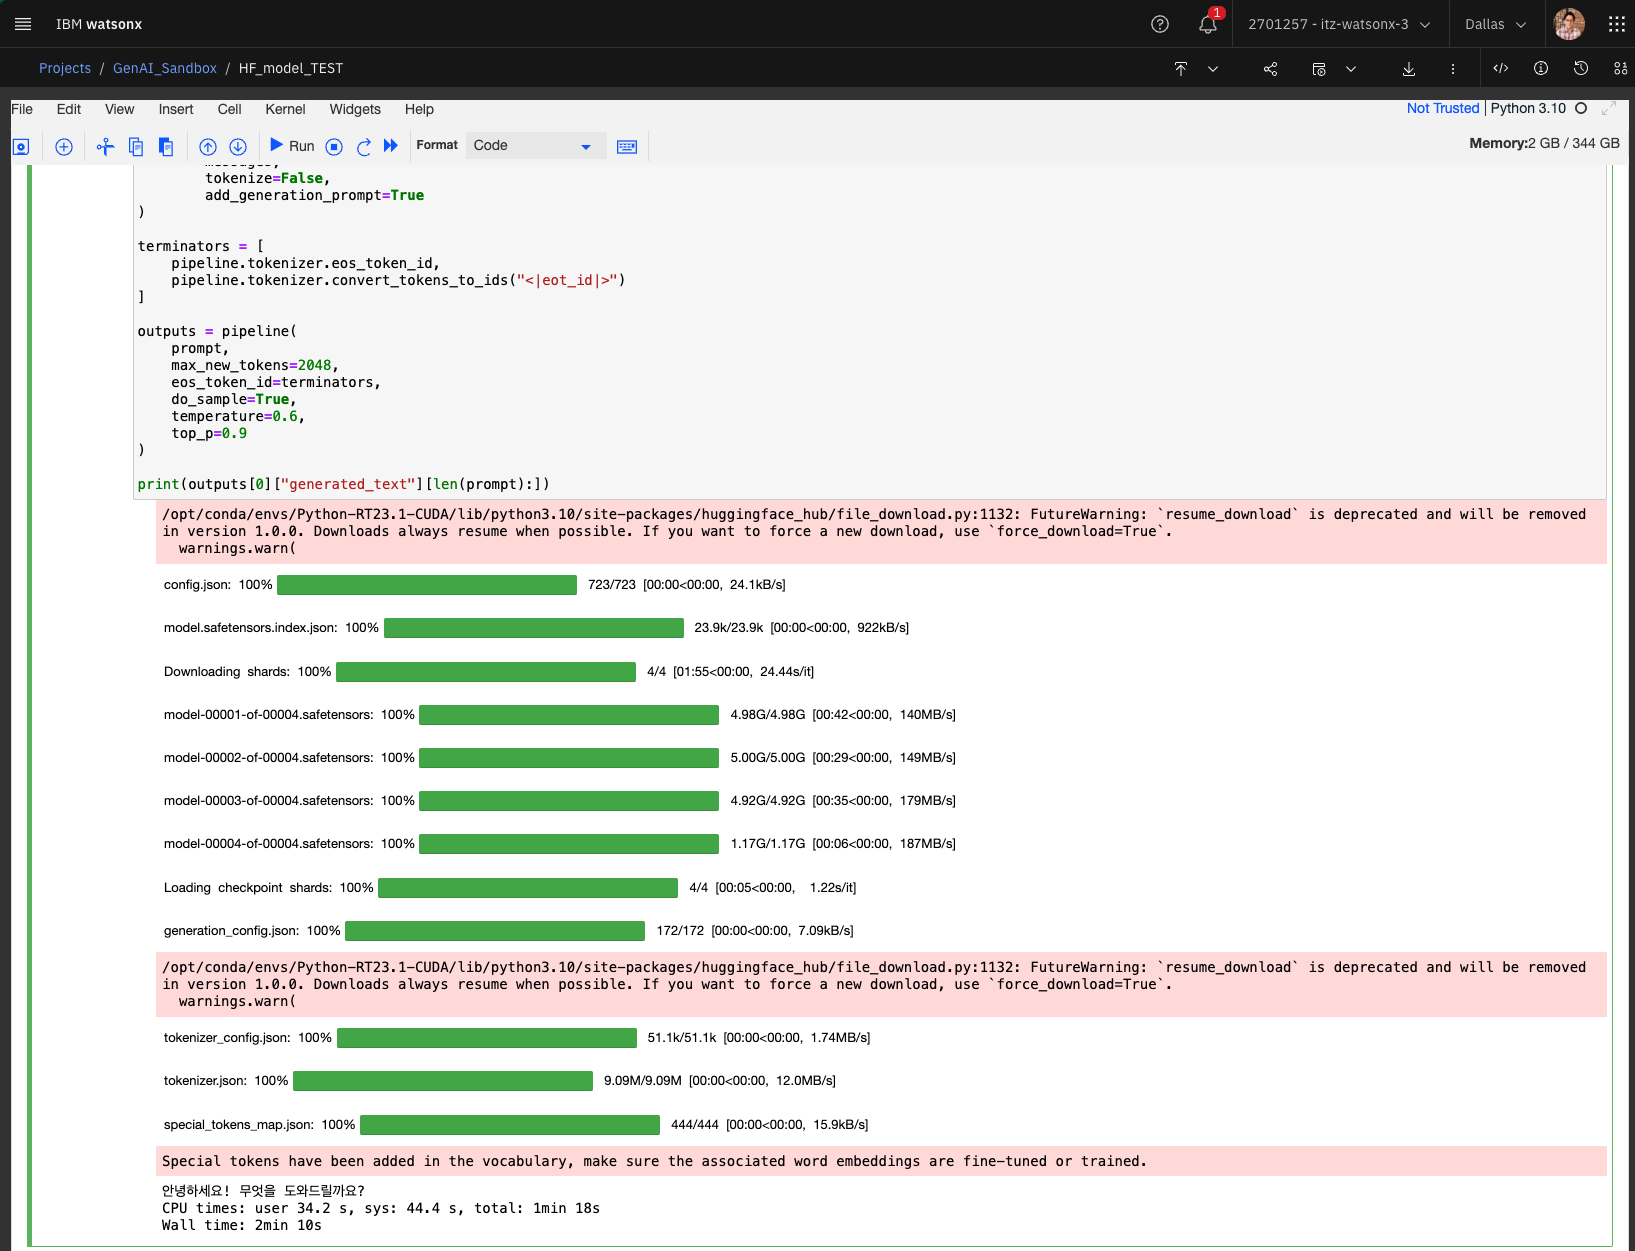 IBM watsonx
1
2701257 - itz-watsonx-3
Dallas
Projects / GenAI_Sandbox / HF_model_TEST
File Edit View Insert Cell Kernel Widgets Help
Not Trusted Python 3.10
Run
Format
Code
Memory:2 GB / 344 GB
tokenize=False,
add_generation_prompt=True
)
terminators = [
pipeline.tokenizer.eos_token_id,
pipeline.tokenizer.convert_tokens_to_ids("<|eot_id|>")
]
outputs = pipeline(
prompt,
max_new_tokens=2048,
eos_token_id=terminators,
do_sample=True,
temperature=0.6,
top_p=0.9
)
print(outputs[0]["generated_text"][len(prompt):])
/opt/conda/envs/Python-RT23.1-CUDA/lib/python3.10/site-packages/huggingface_hub/file_download.py:1132: FutureWarning: `resume_download` is deprecated and will be removed
in version 1.0.0. Downloads always resume when possible. If you want to force a new download, use `force_download=True`.
warnings.warn(
config.json: 100% 723/723 [00:00<00:00, 24.1kB/s]
model.safetensors.index.json: 100% 23.9k/23.9k [00:00<00:00, 922kB/s]
Downloading shards: 100% 4/4 [01:55<00:00, 24.44s/it]
model-00001-of-00004.safetensors: 100% 4.98G/4.98G [00:42<00:00, 140MB/s]
model-00002-of-00004.safetensors: 100% 5.00G/5.00G [00:29<00:00, 149MB/s]
model-00003-of-00004.safetensors: 100% 4.92G/4.92G [00:35<00:00, 179MB/s]
model-00004-of-00004.safetensors: 100% 1.17G/1.17G [00:06<00:00, 187MB/s]
Loading checkpoint shards: 100% 4/4 [00:05<00:00, 1.22s/it]
generation_config.json: 100% 172/172 [00:00<00:00, 7.09kB/s]
/opt/conda/envs/Python-RT23.1-CUDA/lib/python3.10/site-packages/huggingface_hub/file_download.py:1132: FutureWarning: `resume_download` is deprecated and will be removed
in version 1.0.0. Downloads always resume when possible. If you want to force a new download, use `force_download=True`.
warnings.warn(
tokenizer_config.json: 100% 51.1k/51.1k [00:00<00:00, 1.74MB/s]
tokenizer.json: 100% 9.09M/9.09M [00:00<00:00, 12.0MB/s]
special_tokens_map.json: 100% 444/444 [00:00<00:00, 15.9kB/s]
Special tokens have been added in the vocabulary, make sure the associated word embeddings are fine-tuned or trained.
안녕하세요! 무엇을 도와드릴까요?
CPU times: user 34.2 s, sys: 44.4 s, total: 1min 18s
Wall time: 2min 10s